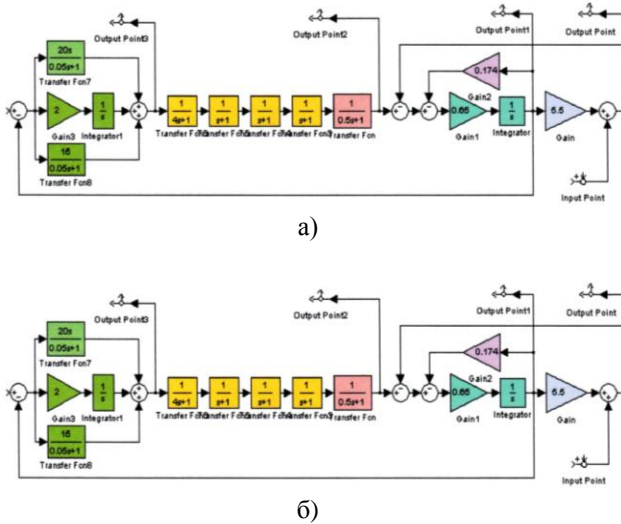 Output Point3
Output Point2
Output Point1
Output Point
20s
0.05s+1
Transfer Fcn7
2
Gain3
1
s
Integrator1
16
0.05s+1
Transfer Fcn8
1
4s+1
1
s+1
1
s+1
1
s+1
1
0.5s+1
Transfer Fcn
0.174
Gain2
0.65
Gain1
1
s
Integrator
5.5
Gain
Input Point
а)
Output Point3
Output Point2
Output Point1
Output Point
20s
0.05s+1
Transfer Fcn7
2
Gain3
1
s
Integrator1
16
0.05s+1
Transfer Fcn8
1
4s+1
1
s+1
1
s+1
1
s+1
1
0.5s+1
Transfer Fcn
0.174
Gain2
0.65
Gain1
1
s
Integrator
5.5
Gain
Input Point
б)